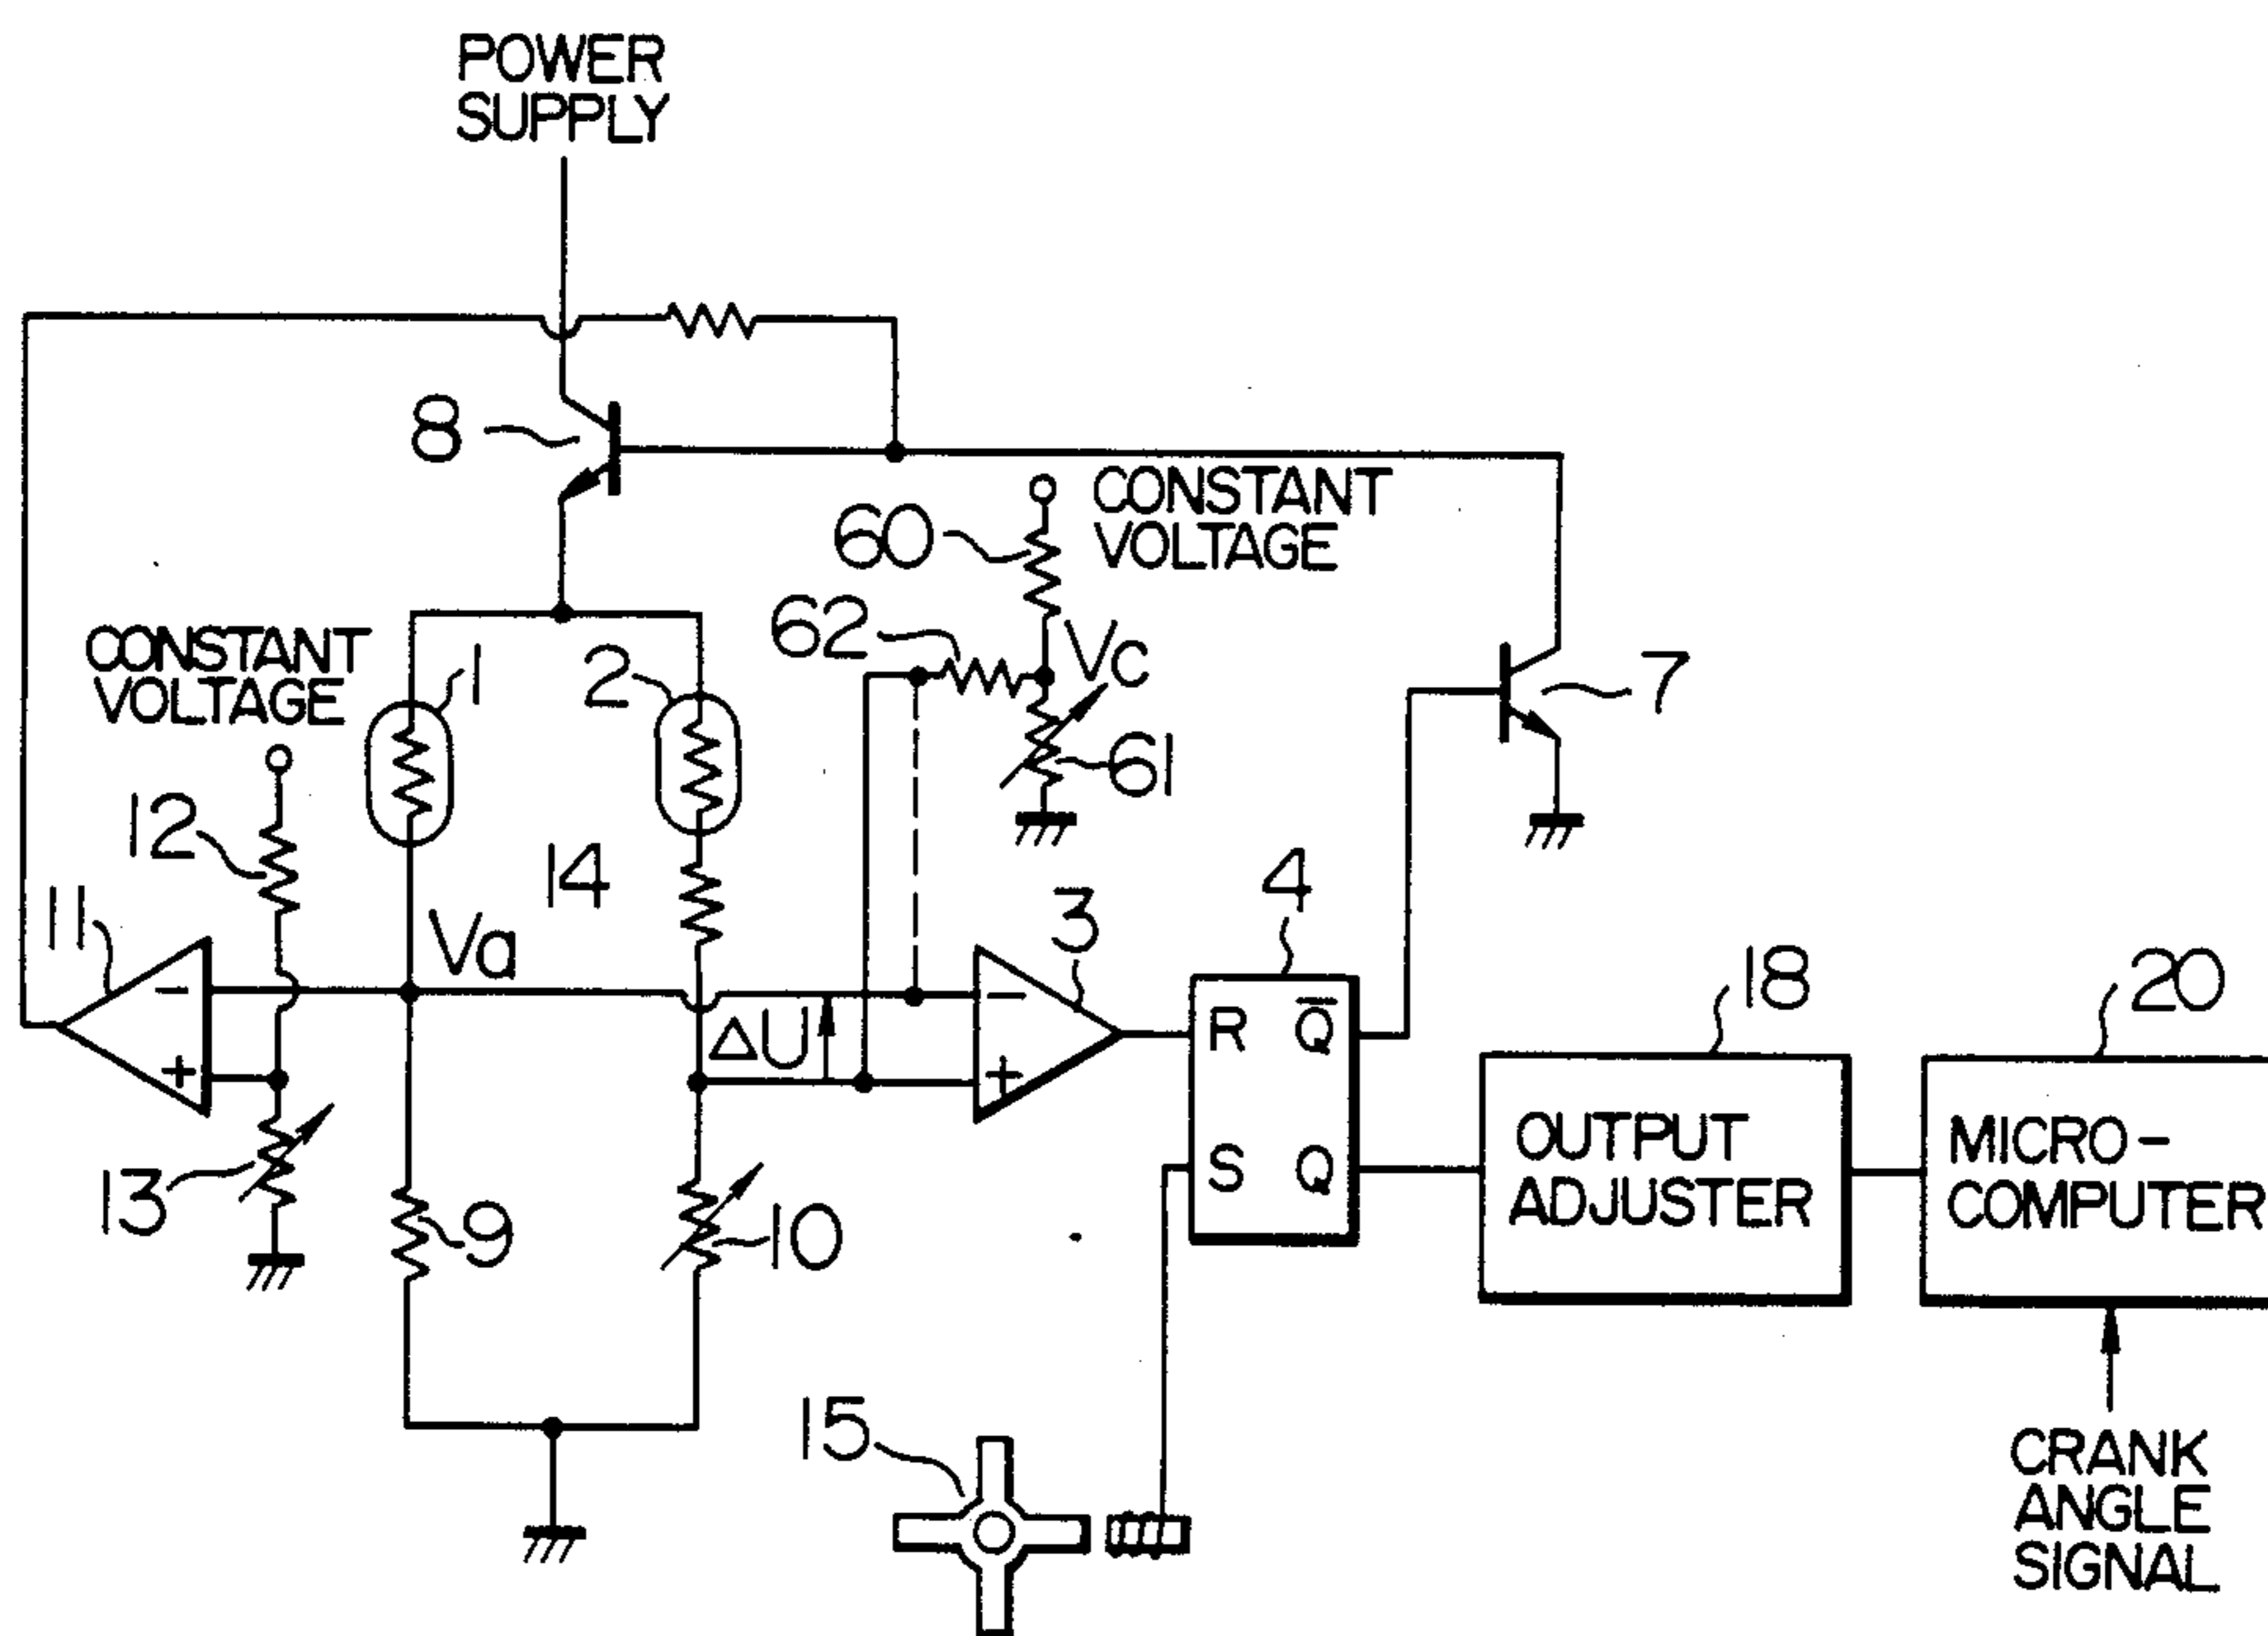 POWER
SUPPLY
8
60
CONSTANT
VOLTAGE
62
Vc
CONSTANT
VOLTAGE
1
2
7
61
12
14
4
11
Va
3
18
20
−
+
ΔU
−
+
R Q̅
S Q
OUTPUT
ADJUSTER
MICRO-
COMPUTER
13
9
10
15
CRANK
ANGLE
SIGNAL